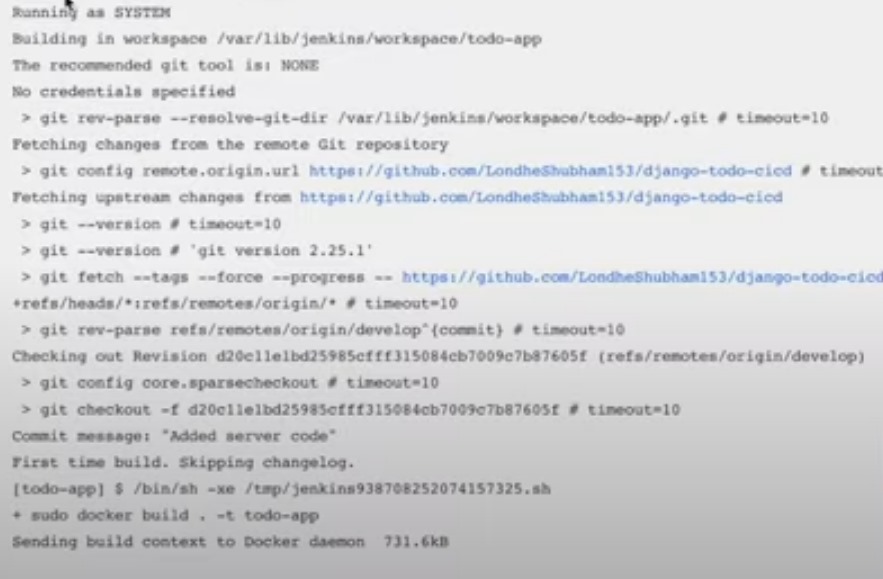 Running as SYSTEM
Building in workspace /var/lib/jenkins/workspace/todo-app
The recommended git tool is: NONE
No credentials specified
> git rev-parse --resolve-git-dir /var/lib/jenkins/workspace/todo-app/.git # timeout=10
Fetching changes from the remote Git repository
> git config remote.origin.url https://github.com/LondheShubham153/django-todo-cicd # timeout
Fetching upstream changes from https://github.com/LondheShubham153/django-todo-cicd
> git --version # timeout=10
> git --version # 'git version 2.25.1'
> git fetch --tags --force --progress -- https://github.com/LondheShubham153/django-todo-cicd
+refs/heads/*:refs/remotes/origin/* # timeout=10
> git rev-parse refs/remotes/origin/develop^{commit} # timeout=10
Checking out Revision d20c11e1bd25985cfff315084cb7009c7b87605f (refs/remotes/origin/develop)
> git config core.sparsecheckout # timeout=10
> git checkout -f d20c11e1bd25985cfff315084cb7009c7b87605f # timeout=10
Commit message: "Added server code"
First time build. Skipping changelog.
[todo-app] $ /bin/sh -xe /tmp/jenkins938708252074157325.sh
+ sudo docker build . -t todo-app
Sending build context to Docker daemon 731.6kB